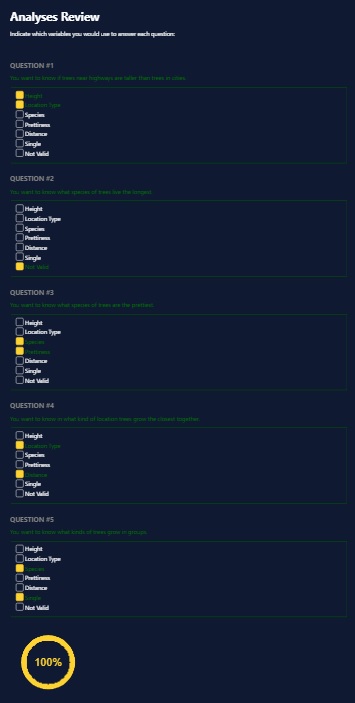 Analyses Review
Indicate which variables you would use to answer each question:
QUESTION #1
You want to know if trees near highways are taller than trees in cities.
Height
Location Type
Species
Prettiness
Distance
Single
Not Valid
QUESTION #2
You want to know what species of trees live the longest.
Height
Location Type
Species
Prettiness
Distance
Single
Not Valid
QUESTION #3
You want to know what species of trees are the prettiest.
Height
Location Type
Species
Prettiness
Distance
Single
Not Valid
QUESTION #4
You want to know in what kind of location trees grow the closest together.
Height
Location Type
Species
Prettiness
Distance
Single
Not Valid
QUESTION #5
You want to know what kinds of trees grow in groups.
Height
Location Type
Species
Prettiness
Distance
Single
Not Valid
100%